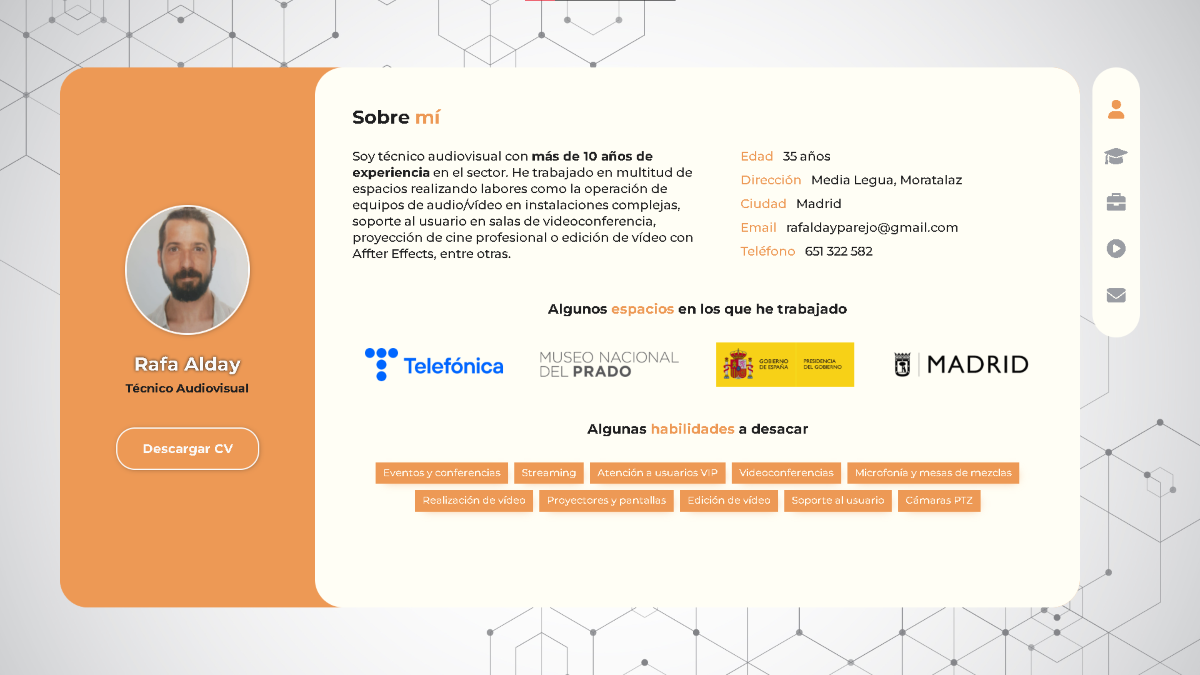 Sobre mí
Soy técnico audiovisual con más de 10 años de
experiencia en el sector. He trabajado en multitud de
espacios realizando labores como la operación de
equipos de audio/vídeo en instalaciones complejas,
soporte al usuario en salas de videoconferencia,
proyección de cine profesional o edición de vídeo con
Affter Effects, entre otras.
Edad 35 años
Dirección Media Legua, Moratalaz
Ciudad Madrid
Email rafaldayparejo@gmail.com
Teléfono 651 322 582
Rafa Alday
Técnico Audiovisual
Descargar CV
Algunos espacios en los que he trabajado
Telefónica
MUSEO NACIONAL
DEL PRADO
GOBIERNO
DE ESPAÑA
PRESIDENCIA
DEL GOBIERNO
MADRID
Algunas habilidades a desacar
Eventos y conferencias Streaming Atención a usuarios VIP Videoconferencias Microfonía y mesas de mezclas
Realización de vídeo Proyectores y pantallas Edición de vídeo Soporte al usuario Cámaras PTZ